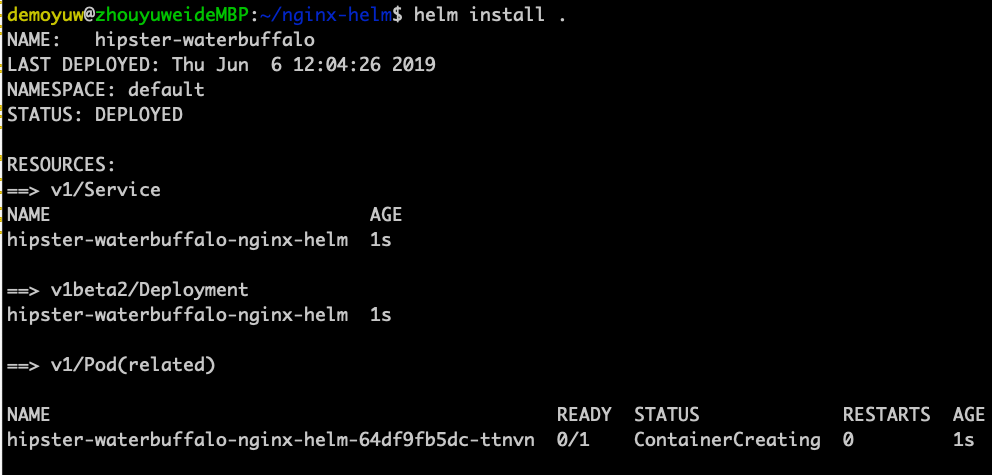 demoyuw@zhouyuweideMBP:~/nginx-helm$ helm install .
NAME:   hipster-waterbuffalo
LAST DEPLOYED: Thu Jun  6 12:04:26 2019
NAMESPACE: default
STATUS: DEPLOYED

RESOURCES:
==> v1/Service
NAME                             AGE
hipster-waterbuffalo-nginx-helm  1s

==> v1beta2/Deployment
hipster-waterbuffalo-nginx-helm  1s

==> v1/Pod(related)

NAME                                              READY  STATUS             RESTARTS  AGE
hipster-waterbuffalo-nginx-helm-64df9fb5dc-ttnvn  0/1    ContainerCreating  0         1s